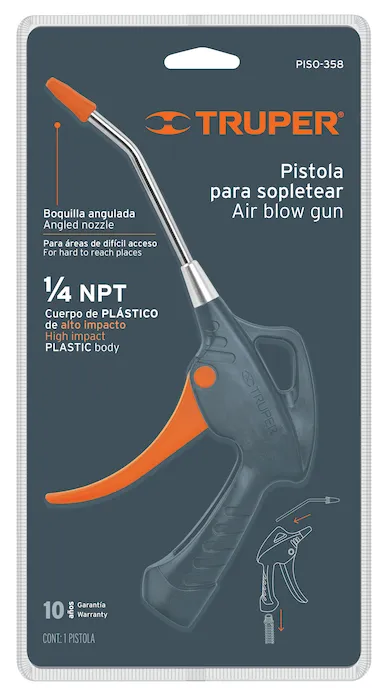 PISO-358
TRUPER®
Pistola
para sopletear
Air blow gun
Boquilla angulada
Angled nozzle
Para áreas de difícil acceso
For hard to reach places
1/4 NPT
Cuerpo de PLÁSTICO
de alto impacto
High impact
PLASTIC body
TRUPER
10 años Garantía
Warranty
CONT.: 1 PISTOLA